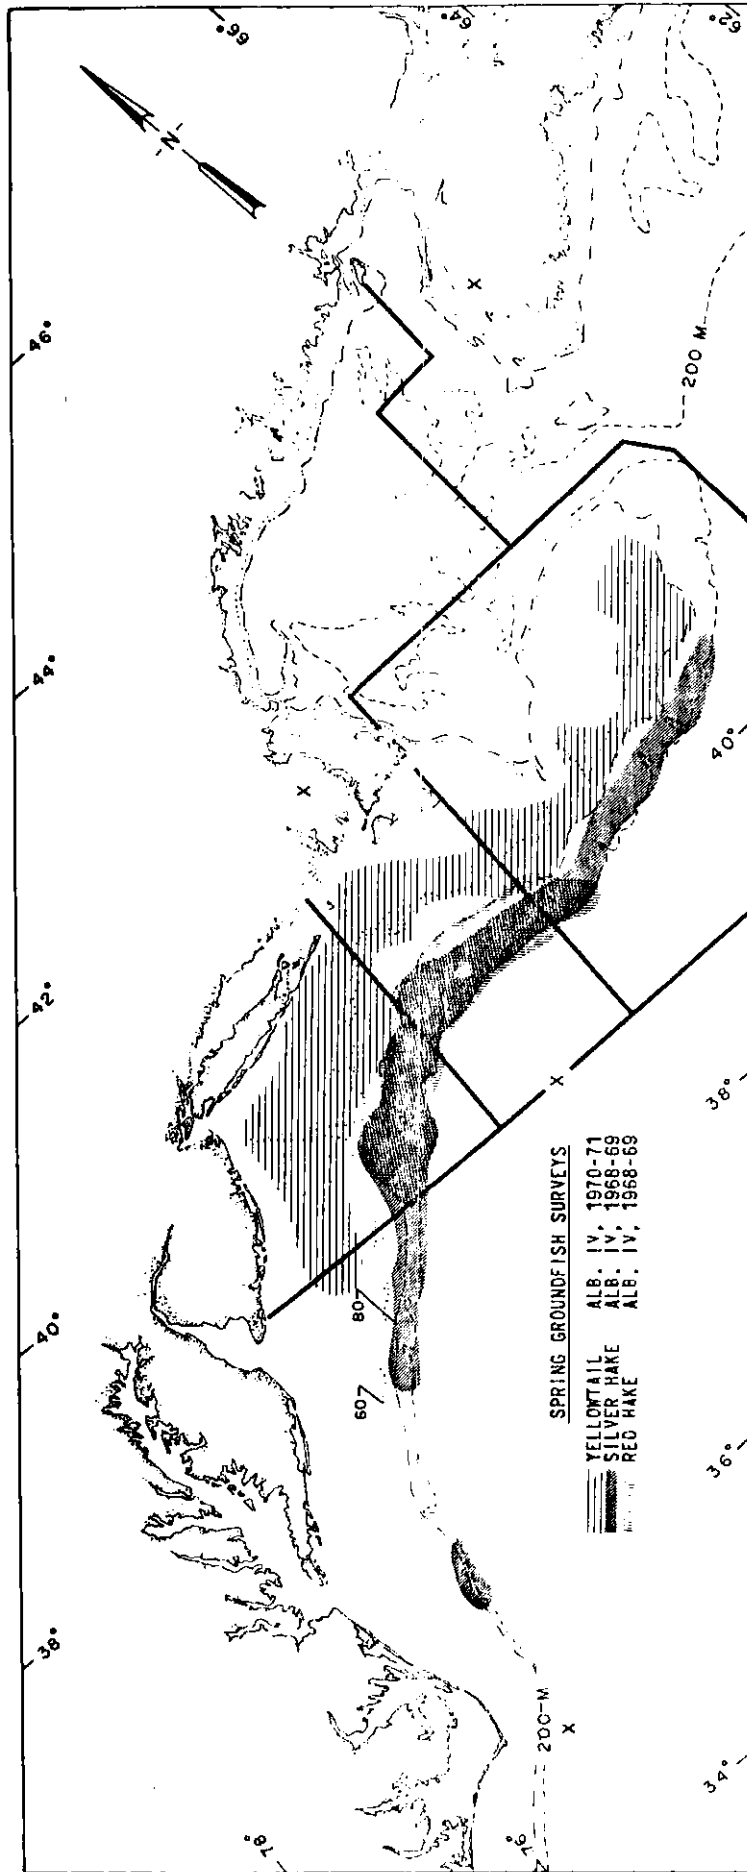 66°
64°
62°
N
46°
X
200 M
44°
X
40°
42°
X
38°
SPRING GROUNDFISH SURVEYS
YELLOWTAIL ALB. IV, 1970-71
SILVER HAKE ALB. IV, 1968-69
RED HAKE ALB. IV, 1968-69
80
40°
60
36°
38°
200-M
X
34°
78°
76°